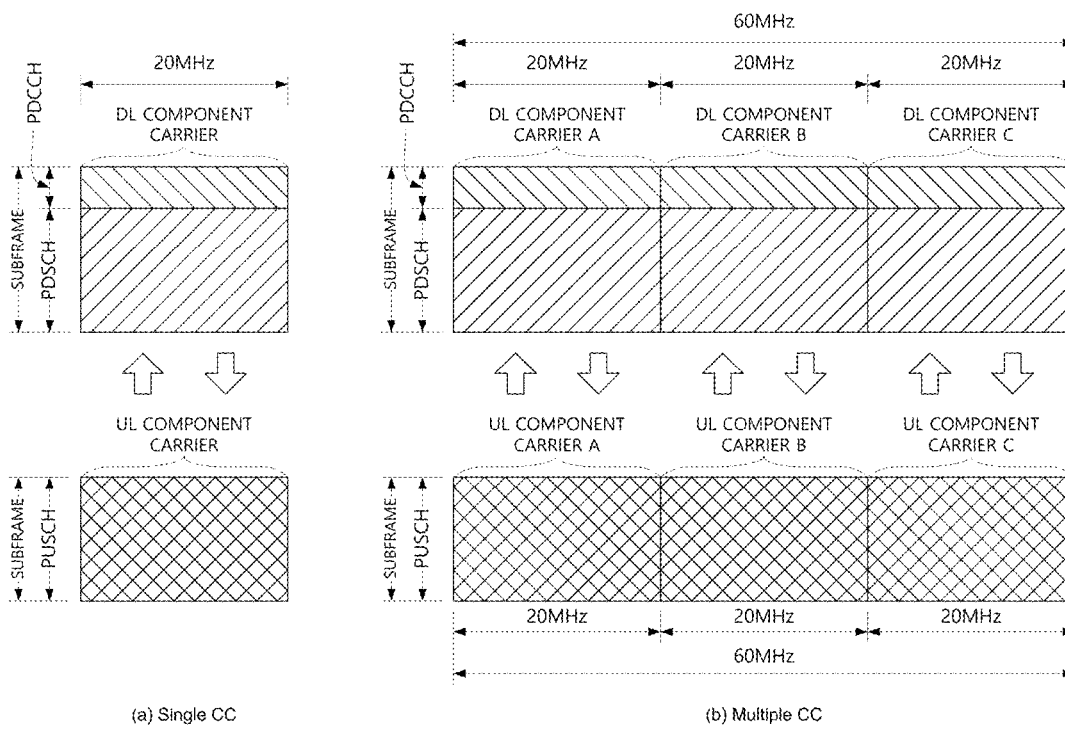 60MHz
20MHz
20MHz
20MHz
20MHz
PDCCH
DL COMPONENT
CARRIER
PDCCH
DL COMPONENT
CARRIER A
DL COMPONENT
CARRIER B
DL COMPONENT
CARRIER C
SUBFRAME
PDSCH
SUBFRAME
PDSCH
UL COMPONENT
CARRIER
UL COMPONENT
CARRIER A
UL COMPONENT
CARRIER B
UL COMPONENT
CARRIER C
SUBFRAME
PUSCH
SUBFRAME
PUSCH
20MHz
20MHz
20MHz
60MHz
(a) Single CC
(b) Multiple CC